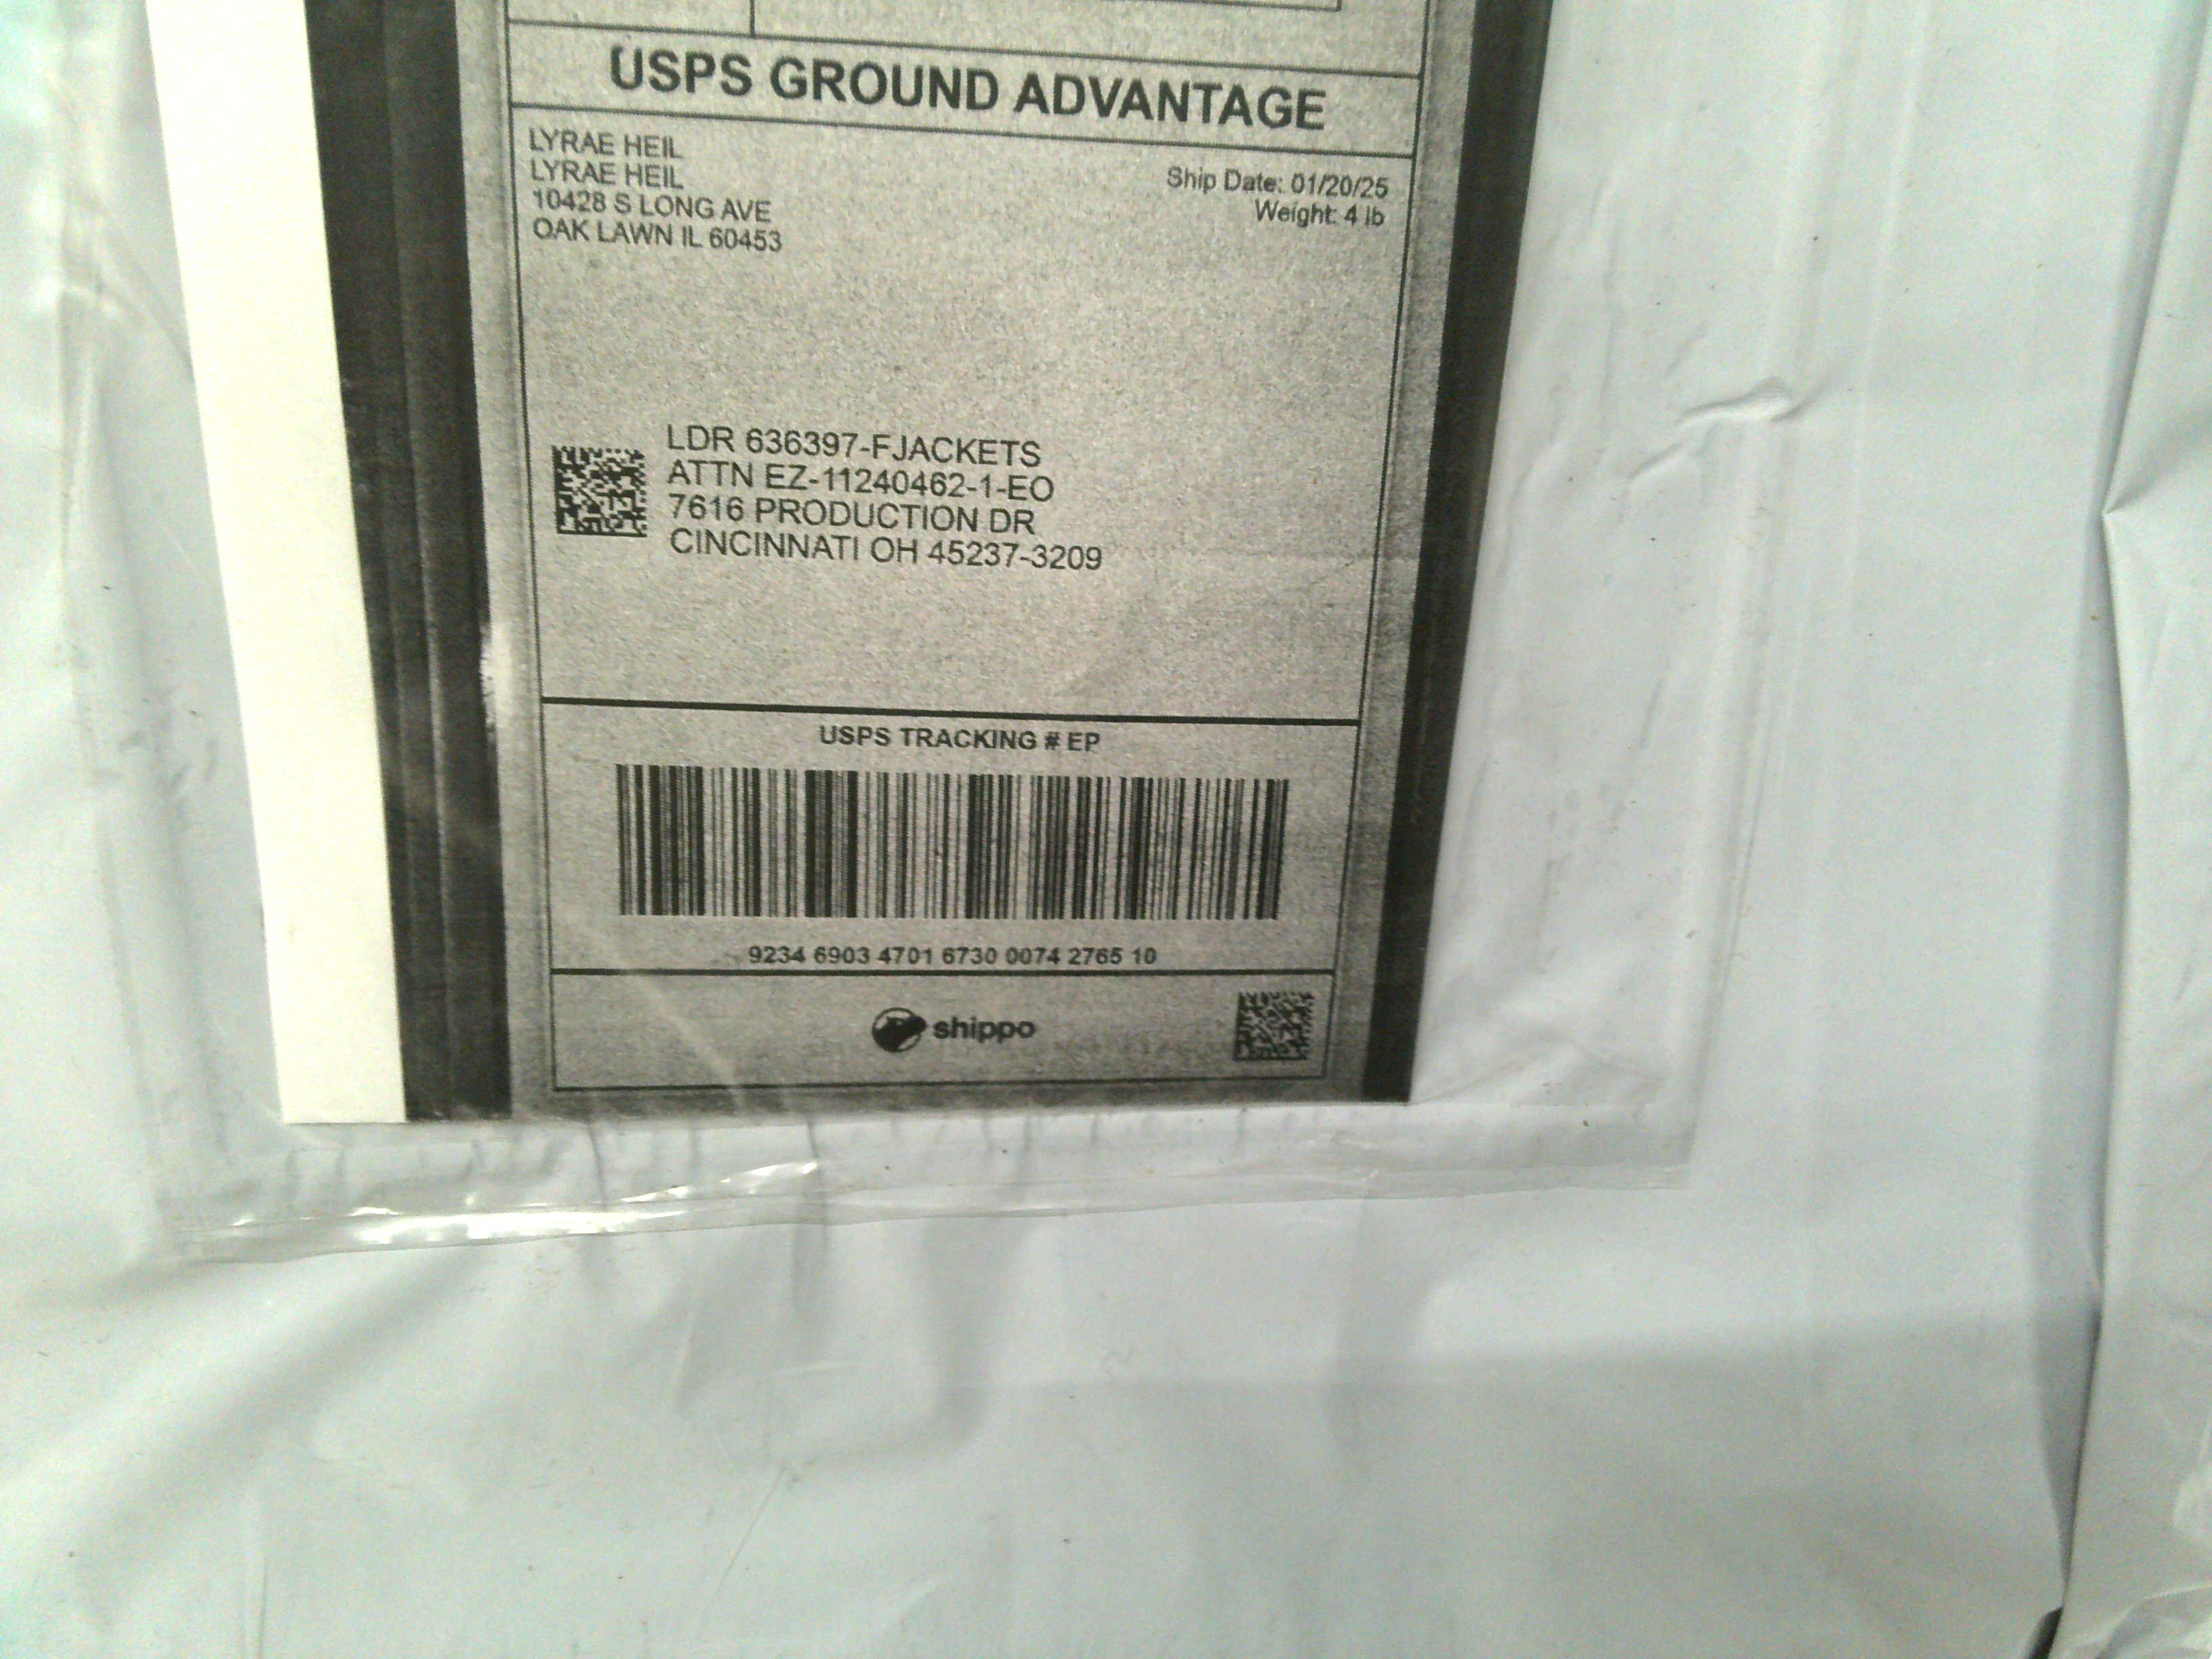 USPS GROUND ADVANTAGE
LYRAE HEIL
LYRAE HEIL
10428 S LONG AVE
OAK LAWN IL 60453
Ship Date: 01/20/25
Weight: 4 lb
LDR 636397-FJACKETS
ATTN EZ-11240462-1-EO
7616 PRODUCTION DR
CINCINNATI OH 45237-3209
USPS TRACKING # EP
9234 6903 4701 6730 0074 2765 10
shippo